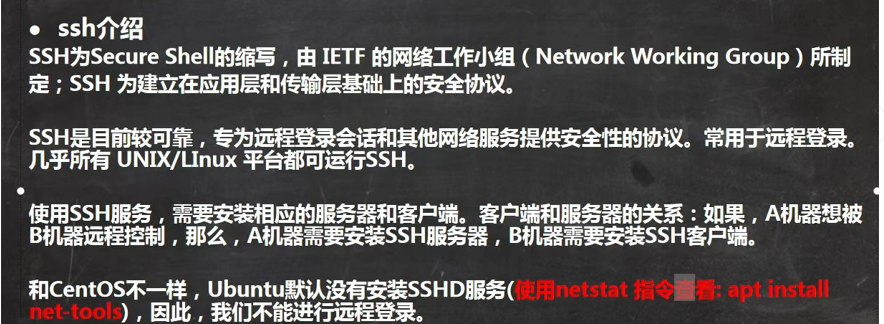 ● ssh介绍
SSH为Secure Shell的缩写，由 IETF 的网络工作小组（Network Working Group）所制
定；SSH 为建立在应用层和传输层基础上的安全协议。
SSH是目前较可靠，专为远程登录会话和其他网络服务提供安全性的协议。常用于远程登录。
几乎所有 UNIX/LInux 平台都可运行SSH。
使用SSH服务，需要安装相应的服务器和客户端。客户端和服务器的关系：如果，A机器想被
B机器远程控制，那么，A机器需要安装SSH服务器，B机器需要安装SSH客户端。
和CentOS不一样，Ubuntu默认没有安装SSHD服务(使用netstat 指令查看: apt install
net-tools)，因此，我们不能进行远程登录。